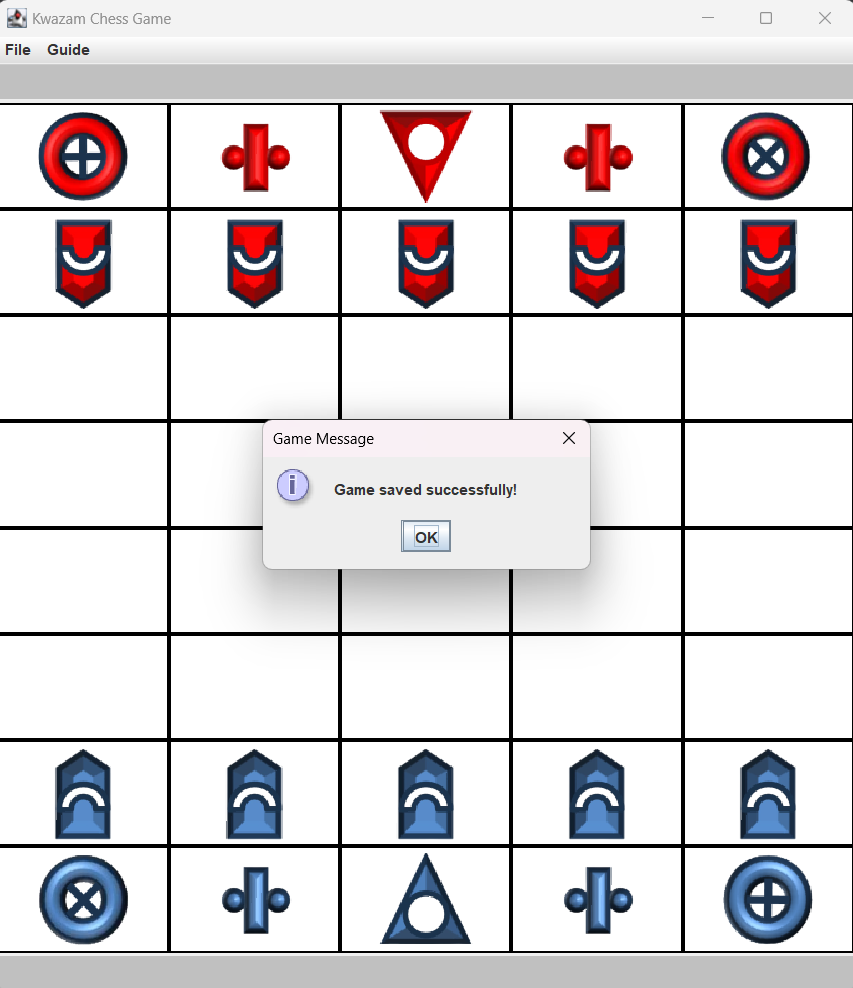 Kwazam Chess Game
File Guide
Game Message
Game saved successfully!
OK